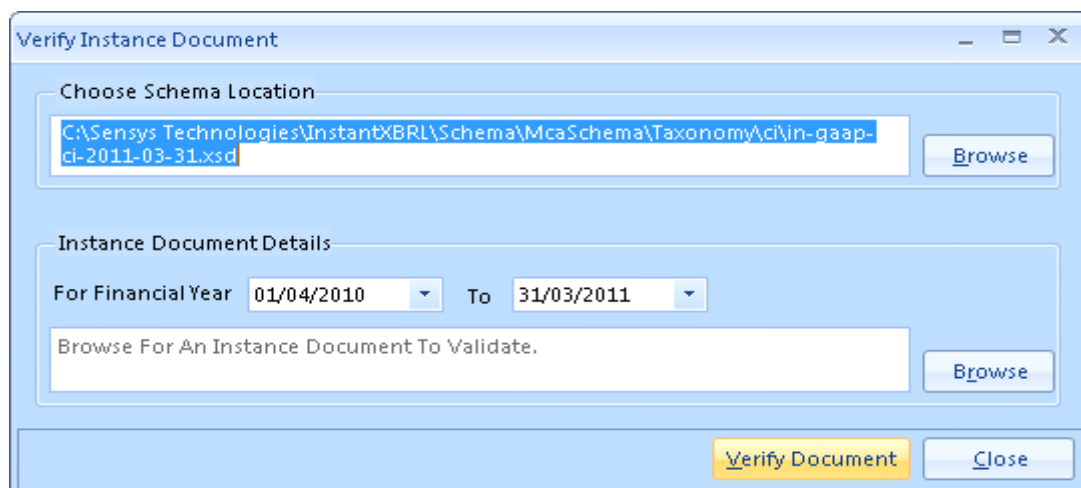 Verify Instance Document
Choose Schema Location
C:\Sensys Technologies\InstantXBRL\Schema\McaSchema\Taxonomy\ci\in-gaap-
ci-2011-03-31.xsd
Browse
Instance Document Details
For Financial Year 01/04/2010 To 31/03/2011
Browse For An Instance Document To Validate.
Browse
Verify Document Close